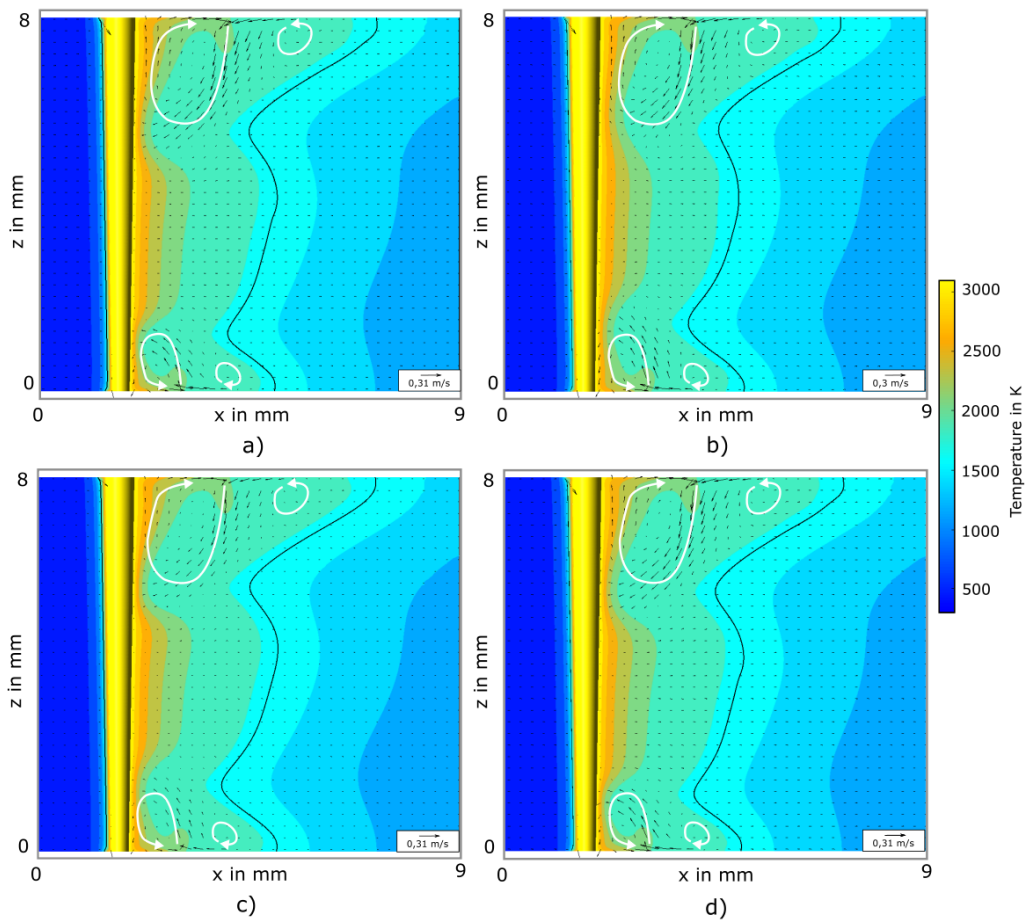 8
z in mm
0
0,31 m/s
0
x in mm
9
a)
8
z in mm
0
0,3 m/s
0
x in mm
9
b)
3000
2500
2000
1500
1000
500
Temperature in K
8
z in mm
0
0,31 m/s
0
x in mm
9
c)
8
z in mm
0
0,31 m/s
0
x in mm
9
d)